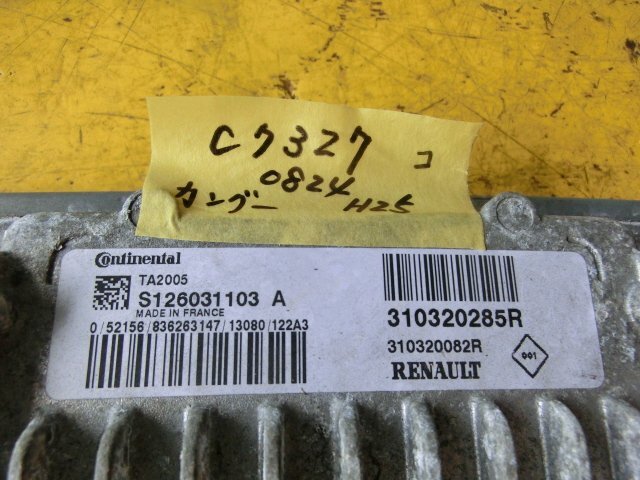 C7327 コ
0824
カングー H25
Continental
TA2005
S126031103 A
MADE IN FRANCE
0/52156/836263147/13080/122A3
310320285R
310320082R
RENAULT
001